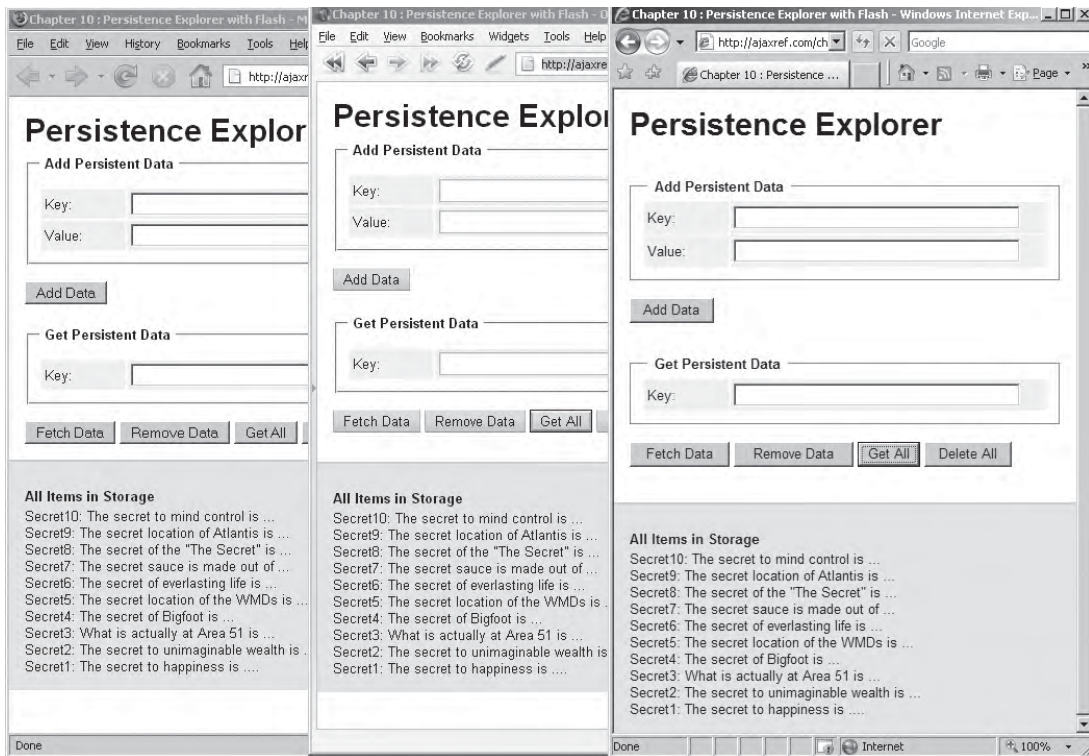 Chapter 10 : Persistence Explorer with Flash - M
File Edit View History Bookmarks Tools Help
http://ajaxr
Persistence Explor
Add Persistent Data
Key:
Value:
Add Data
Get Persistent Data
Key:
Fetch Data Remove Data Get All
All Items in Storage
Secret10: The secret to mind control is ...
Secret9: The secret location of Atlantis is ...
Secret8: The secret of the "The Secret" is ...
Secret7: The secret sauce is made out of ...
Secret6: The secret of everlasting life is ...
Secret5: The secret location of the WMDs is ...
Secret4: The secret of Bigfoot is ...
Secret3: What is actually at Area 51 is ...
Secret2: The secret to unimaginable wealth is .
Secret1: The secret to happiness is ....
Done
Chapter 10 : Persistence Explorer with Flash - O
File Edit View Bookmarks Widgets Tools Help
http://ajaxre
Persistence Explo
Add Persistent Data
Key:
Value:
Add Data
Get Persistent Data
Key:
Fetch Data Remove Data Get All
All Items in Storage
Secret10: The secret to mind control is ...
Secret9: The secret location of Atlantis is ...
Secret8: The secret of the "The Secret" is ...
Secret7: The secret sauce is made out of ...
Secret6: The secret of everlasting life is ...
Secret5: The secret location of the WMDs is .
Secret4: The secret of Bigfoot is ...
Secret3: What is actually at Area 51 is ...
Secret2: The secret to unimaginable wealth is
Secret1: The secret to happiness is ....
Chapter 10 : Persistence Explorer with Flash - Windows Internet Exp...
http://ajaxref.com/ch
Google
Chapter 10 : Persistence ...
Page
Persistence Explorer
Add Persistent Data
Key:
Value:
Add Data
Get Persistent Data
Key:
Fetch Data Remove Data Get All Delete All
All Items in Storage
Secret10: The secret to mind control is ...
Secret9: The secret location of Atlantis is ...
Secret8: The secret of the "The Secret" is ...
Secret7: The secret sauce is made out of ...
Secret6: The secret of everlasting life is ...
Secret5: The secret location of the WMDs is ...
Secret4: The secret of Bigfoot is ...
Secret3: What is actually at Area 51 is ...
Secret2: The secret to unimaginable wealth is ...
Secret1: The secret to happiness is ....
Done Internet 100%